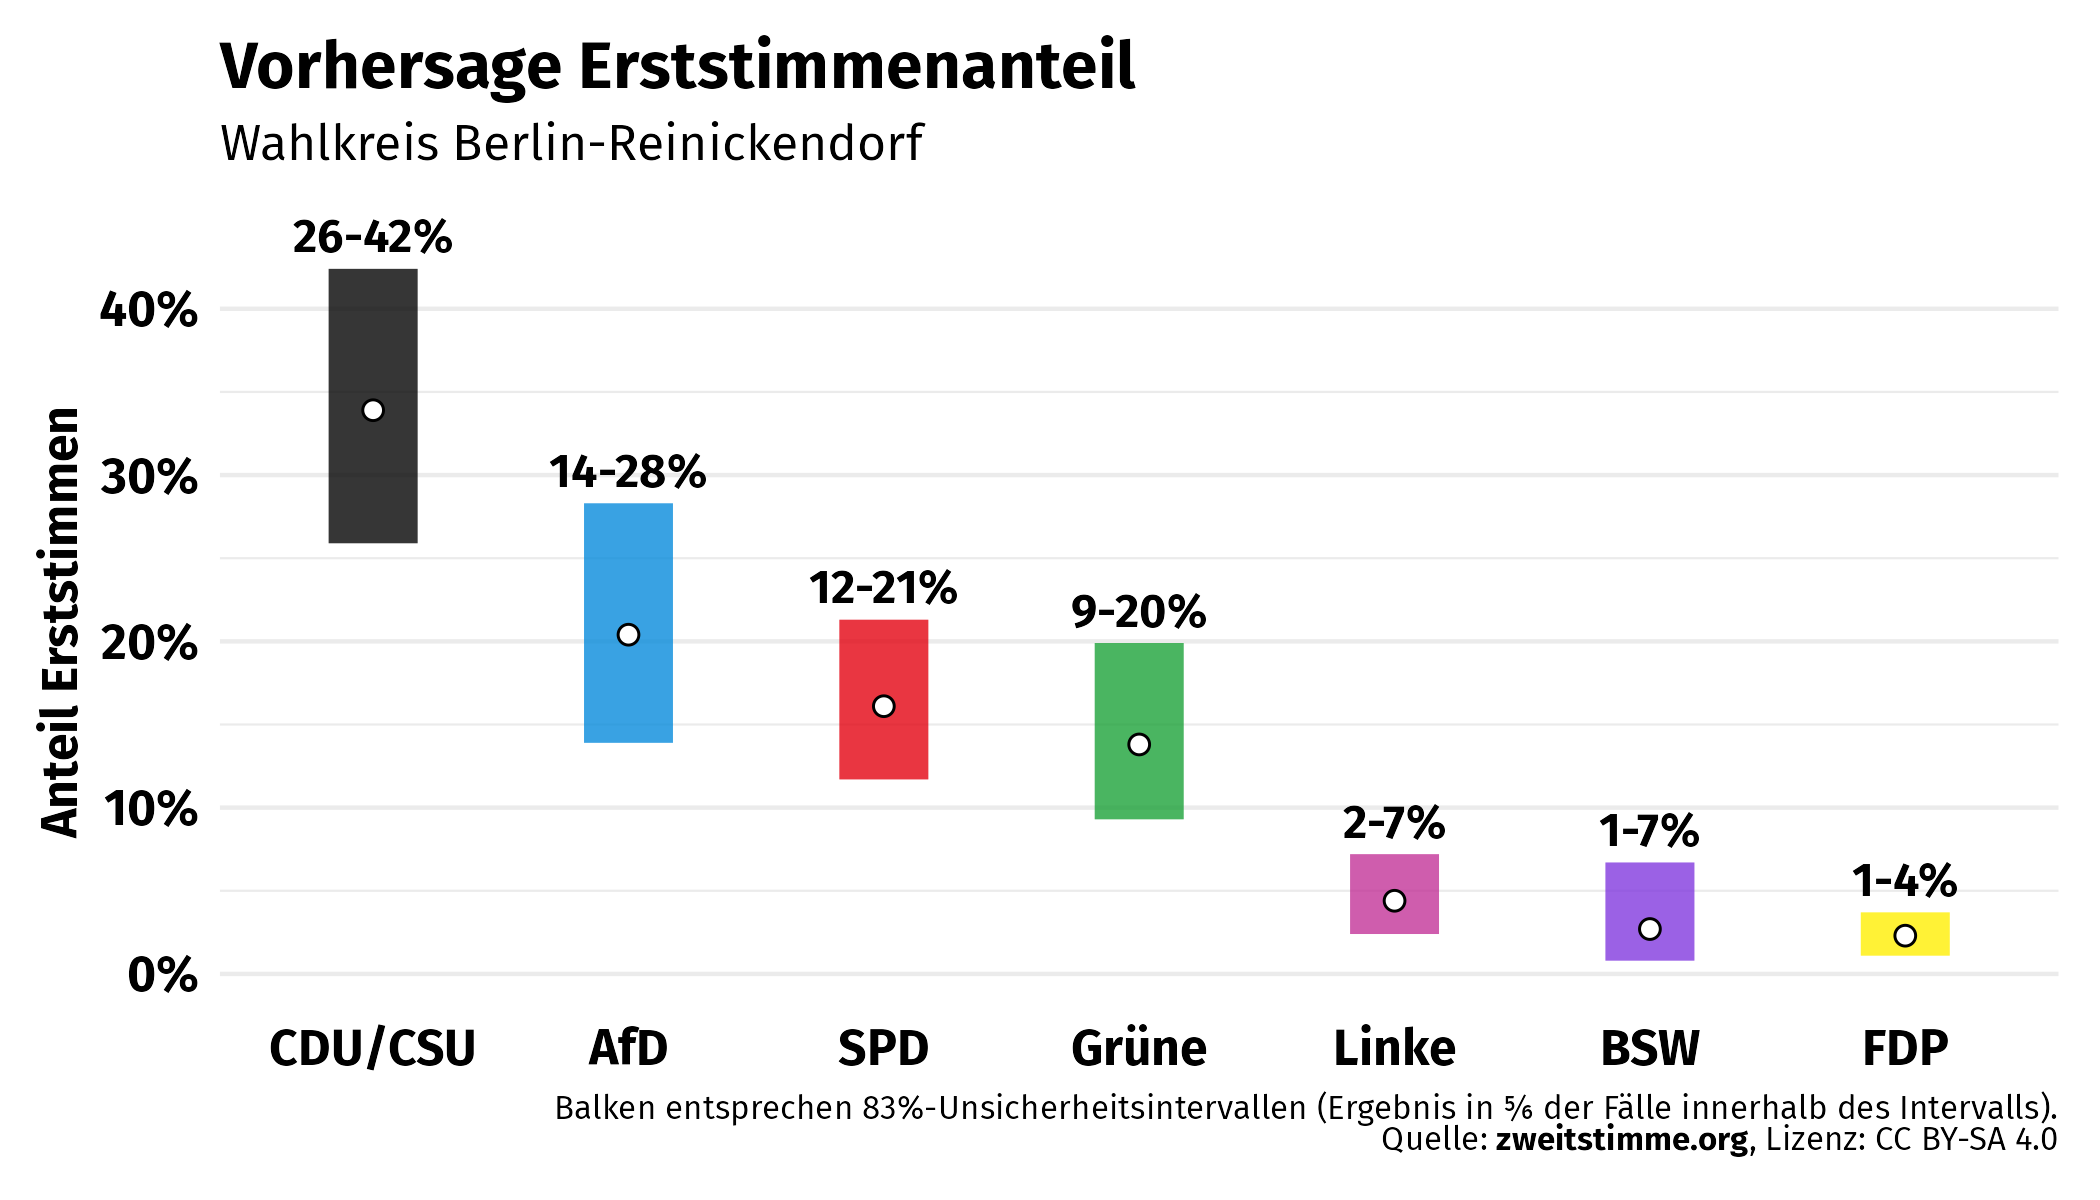 Vorhersage Erststimmenanteil
Wahlkreis Berlin-Reinickendorf
26-42%
40%
14-28%
30%
12-21%
9-20%
20%
2-7%
1-7%
10%
1-4%
0%
Anteil Erststimmen
CDU/CSU AfD SPD Grüne Linke BSW FDP
Balken entsprechen 83%-Unsicherheitsintervallen (Ergebnis in ⅚ der Fälle innerhalb des Intervalls).
Quelle: zweitstimme.org, Lizenz: CC BY-SA 4.0